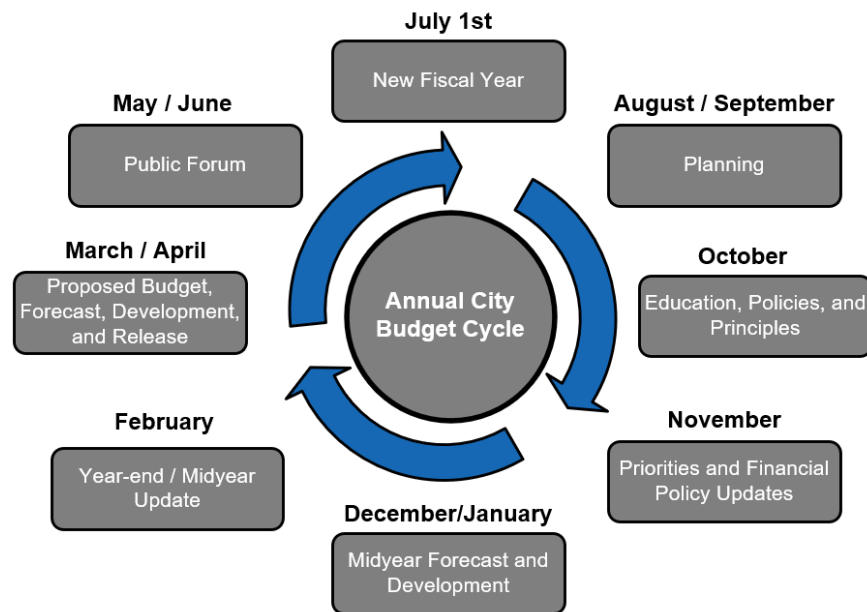 July 1st
New Fiscal Year
August / September
Planning
October
Education, Policies, and
Principles
November
Priorities and Financial
Policy Updates
December/January
Midyear Forecast and
Development
February
Year-end / Midyear
Update
March / April
Proposed Budget,
Forecast, Development,
and Release
May / June
Public Forum
Annual City
Budget Cycle